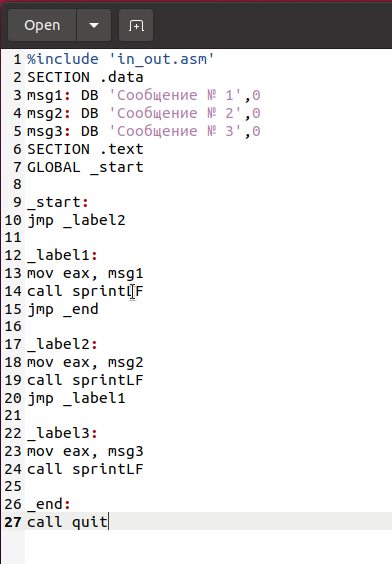 Open
1 %include 'in_out.asm'
2 SECTION .data
3 msg1: DB 'Сообщение № 1',0
4 msg2: DB 'Сообщение № 2',0
5 msg3: DB 'Сообщение № 3',0
6 SECTION .text
7 GLOBAL _start
8
9 _start:
10 jmp _label2
11
12 _label1:
13 mov eax, msg1
14 call sprintLF
15 jmp _end
16
17 _label2:
18 mov eax, msg2
19 call sprintLF
20 jmp _label1
21
22 _label3:
23 mov eax, msg3
24 call sprintLF
25
26 _end:
27 call quit